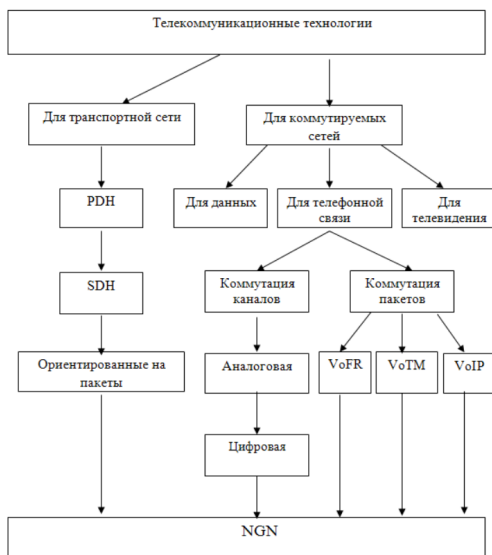 Телекоммуникационные технологии
Для транспортной сети
Для коммутируемых
сетей
PDH
Для данных
Для телефонной
связи
Для
телевидения
SDH
Коммутация
каналов
Коммутация
пакетов
Ориентированные на
пакеты
Аналоговая
VoFR
VoTM
VoIP
Цифровая
NGN